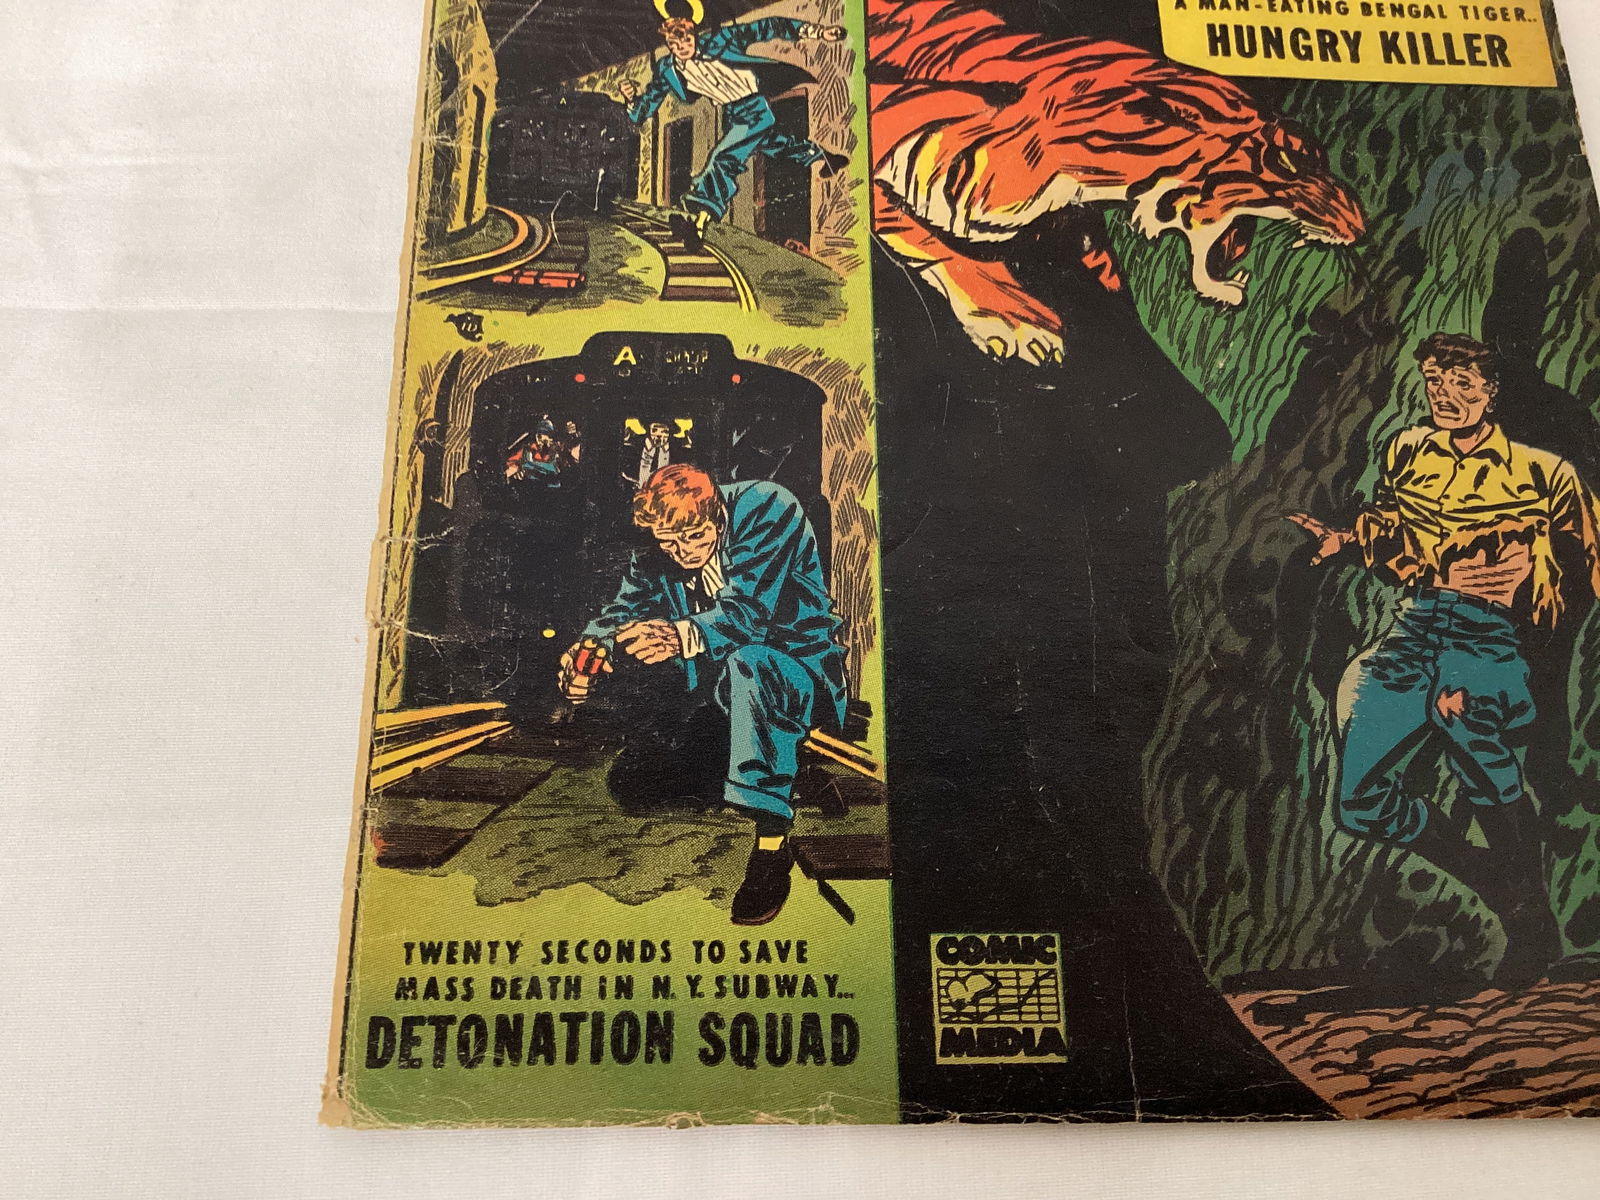 A MAN-EATING BENGAL TIGER..
HUNGRY KILLER
A
TWENTY SECONDS TO SAVE
MASS DEATH IN N.Y. SUBWAY...
DETONATION SQUAD
COMIC
MEDIA